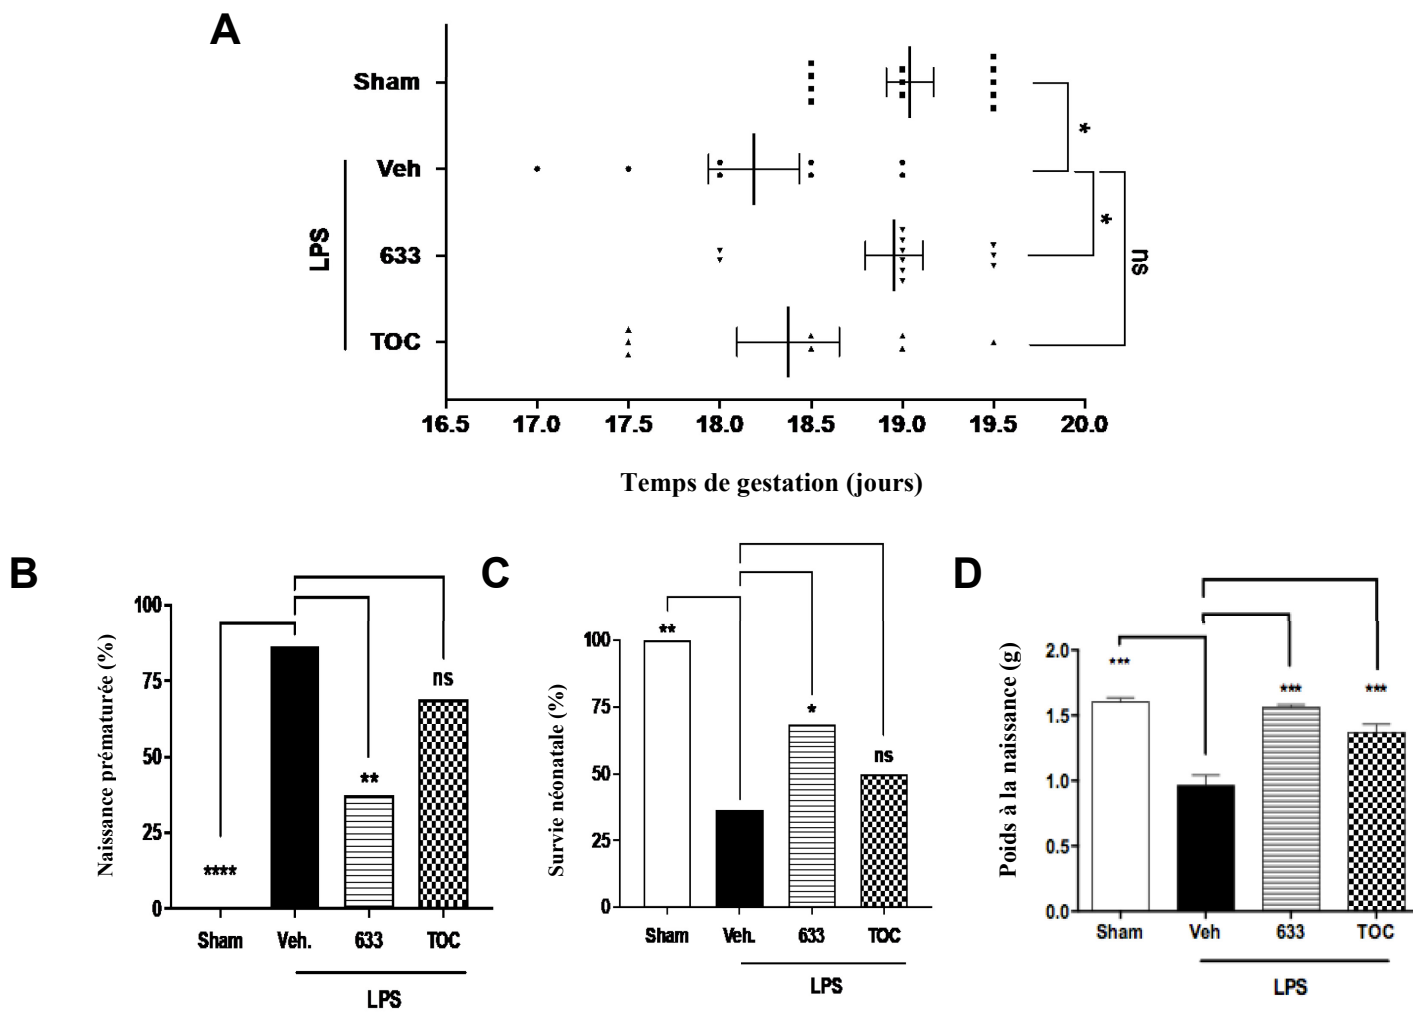 A
Sham
Veh
633
TOC
LPS
*
*
ns
16.5 17.0 17.5 18.0 18.5 19.0 19.5 20.0
Temps de gestation (jours)
B
Naissance prématurée (%)
100
75
50
25
0
****
**
ns
Sham Veh. 633 TOC
LPS
C
Survie néonatale (%)
100
75
50
25
0
**
*
ns
Sham Veh. 633 TOC
LPS
D
Poids à la naissance (g)
2.0
1.5
1.0
0.5
0.0
***
***
***
Sham Veh 633 TOC
LPS